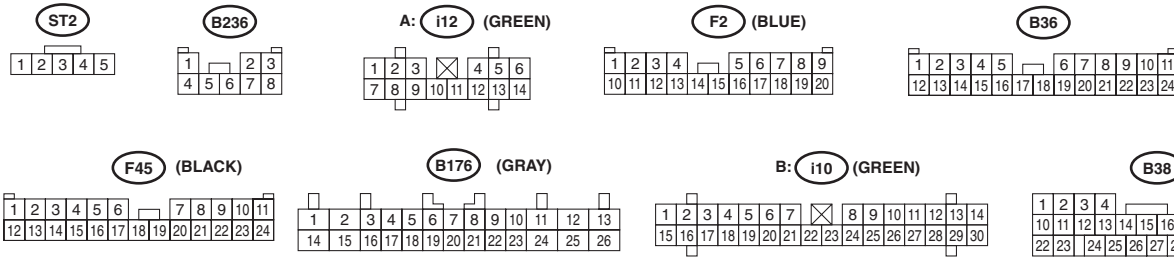 ST2 B236 A: i12 (GREEN) F2 (BLUE) B36
1 2 3 4 5
1 2 3
4 5 6 7 8
1 2 3 4 5 6
7 8 9 10 11 12 13 14
1 2 3 4 5 6 7 8 9
10 11 12 13 14 15 16 17 18 19 20
1 2 3 4 5 6 7 8 9 10 11
12 13 14 15 16 17 18 19 20 21 22 23 24
F45 (BLACK) B176 (GRAY) B: i10 (GREEN) B38
1 2 3 4 5 6 7 8 9 10 11
12 13 14 15 16 17 18 19 20 21 22 23 24
1 2 3 4 5 6 7 8 9 10 11 12 13
14 15 16 17 18 19 20 21 22 23 24 25 26
1 2 3 4 5 6 7 8 9 10 11 12 13 14
15 16 17 18 19 20 21 22 23 24 25 26 27 28 29 30
1 2 3 4
10 11 12 13 14 15 16
22 23 24 25 26 27